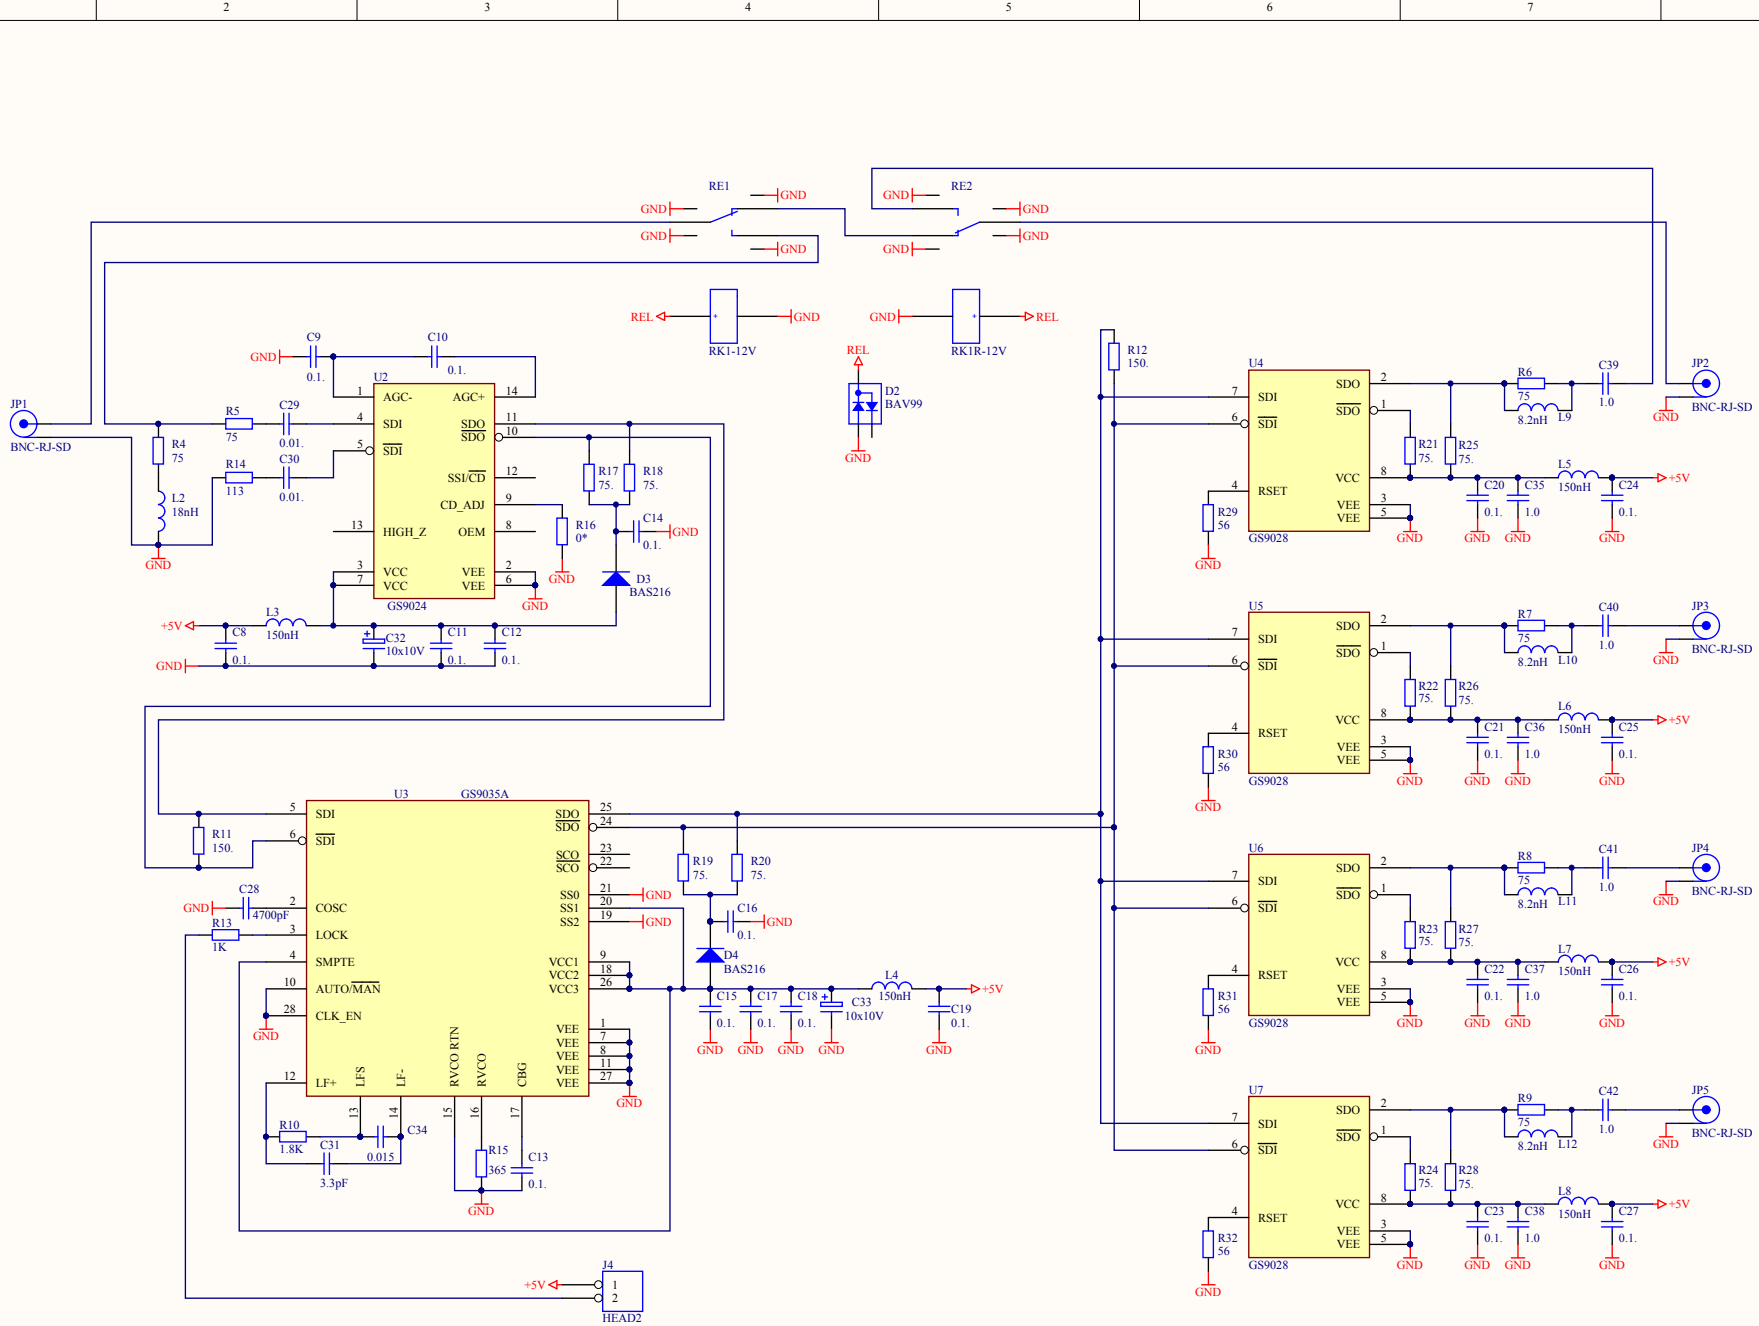 2 3 4 5 6 7
RE1 GND GND RE2
GND GND
GND GND
GND GND
REL GND GND REL
RK1-12V RK1R-12V
REL
D2
BAV99
GND
JP1
BNC-RJ-SD
R4
75
L2
18nH
GND
R5
75
C29
0.01.
R14
113
C30
0.01.
GND
C9
0.1.
C10
0.1.
U2
1 AGC- AGC+ 14
4 SDI SDO 11
SDO 10
5 SDI
SSI/CD 12
CD_ADJ 9
13 HIGH_Z OEM 8
3 VCC VEE 2
7 VCC VEE 6
GS9024
GND
R17
75.
R18
75.
R16
0*
GND
C14
0.1.
GND
D3
BAS216
+5V
L3
150nH
C8
0.1.
C32
+
10x10V
C11
0.1.
C12
0.1.
GND
U3 GS9035A
5 SDI SDO 25
SDO 24
6 SDI
SCO 23
SCO 22
SS0 21 GND
2 COSC SS1 20
SS2 19 GND
3 LOCK
4 SMPTE VCC1 9
VCC2 18
10 AUTO/MAN VCC3 26
28 CLK_EN
VEE 1
VEE 7
VEE 8
VEE 11
12 LF+ VEE 27
LFS LF- RVCO RTN RVCO CBG
13 14 15 16 17
GND
R11
150.
GND
C28
4700pF
R13
1K
GND
R10
1.8K
C31
3.3pF
C34
0.015
R15
365
C13
0.1.
GND
R19
75.
R20
75.
C16
0.1.
GND
D4
BAS216
C15
0.1.
GND
C17
0.1.
GND
C18
0.1.
GND
+
C33
10x10V
GND
L4
150nH
C19
0.1.
GND
+5V
J4
+5V 1
2
HEAD2
R12
150.
U4
7 SDI SDO 2
SDO 1
6 SDI
VCC 8
4 RSET
VEE 3
VEE 5
GS9028
R29
56
GND
GND
R21
75.
R25
75.
R6
75
8.2nH L9
C39
1.0
JP2
BNC-RJ-SD
GND
C20
0.1.
GND
C35
1.0
GND
L5
150nH
C24
0.1.
GND
+5V
U5
7 SDI SDO 2
SDO 1
6 SDI
VCC 8
4 RSET
VEE 3
VEE 5
GS9028
R30
56
GND
GND
R22
75.
R26
75.
R7
75
8.2nH L10
C40
1.0
JP3
BNC-RJ-SD
GND
C21
0.1.
GND
C36
1.0
GND
L6
150nH
C25
0.1.
GND
+5V
U6
7 SDI SDO 2
SDO 1
6 SDI
VCC 8
4 RSET
VEE 3
VEE 5
GS9028
R31
56
GND
GND
R23
75.
R27
75.
R8
75
8.2nH L11
C41
1.0
JP4
BNC-RJ-SD
GND
C22
0.1.
GND
C37
1.0
GND
L7
150nH
C26
0.1.
GND
+5V
U7
7 SDI SDO 2
SDO 1
6 SDI
VCC 8
4 RSET
VEE 3
VEE 5
GS9028
R32
56
GND
GND
R24
75.
R28
75.
R9
75
8.2nH L12
C42
1.0
JP5
BNC-RJ-SD
GND
C23
0.1.
GND
C38
1.0
GND
L8
150nH
C27
0.1.
GND
+5V